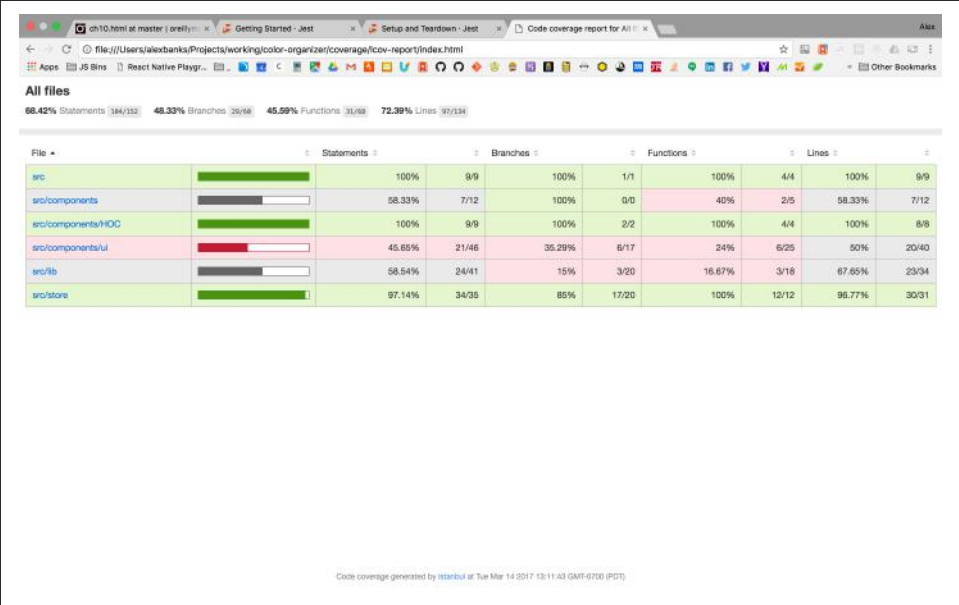 ch10.html at master | oreillym Getting Started · Jest Setup and Teardown · Jest Code coverage report for All fi Alex
file:///Users/alexbanks/Projects/working/color-organizer/coverage/lcov-report/index.html
Apps JS Bins React Native Playgr... Other Bookmarks
All files
68.42% Statements 104/152 48.33% Branches 29/60 45.59% Functions 31/68 72.39% Lines 97/134
File Statements Branches Functions Lines
src 100% 9/9 100% 1/1 100% 4/4 100% 9/9
src/components 58.33% 7/12 100% 0/0 40% 2/5 58.33% 7/12
src/components/HOC 100% 9/9 100% 2/2 100% 4/4 100% 8/8
src/components/ui 45.65% 21/46 35.29% 6/17 24% 6/25 50% 20/40
src/lib 58.54% 24/41 15% 3/20 16.67% 3/18 67.65% 23/34
src/store 97.14% 34/35 85% 17/20 100% 12/12 96.77% 30/31
Code coverage generated by istanbul at Tue Mar 14 2017 13:11:43 GMT-0700 (PDT)